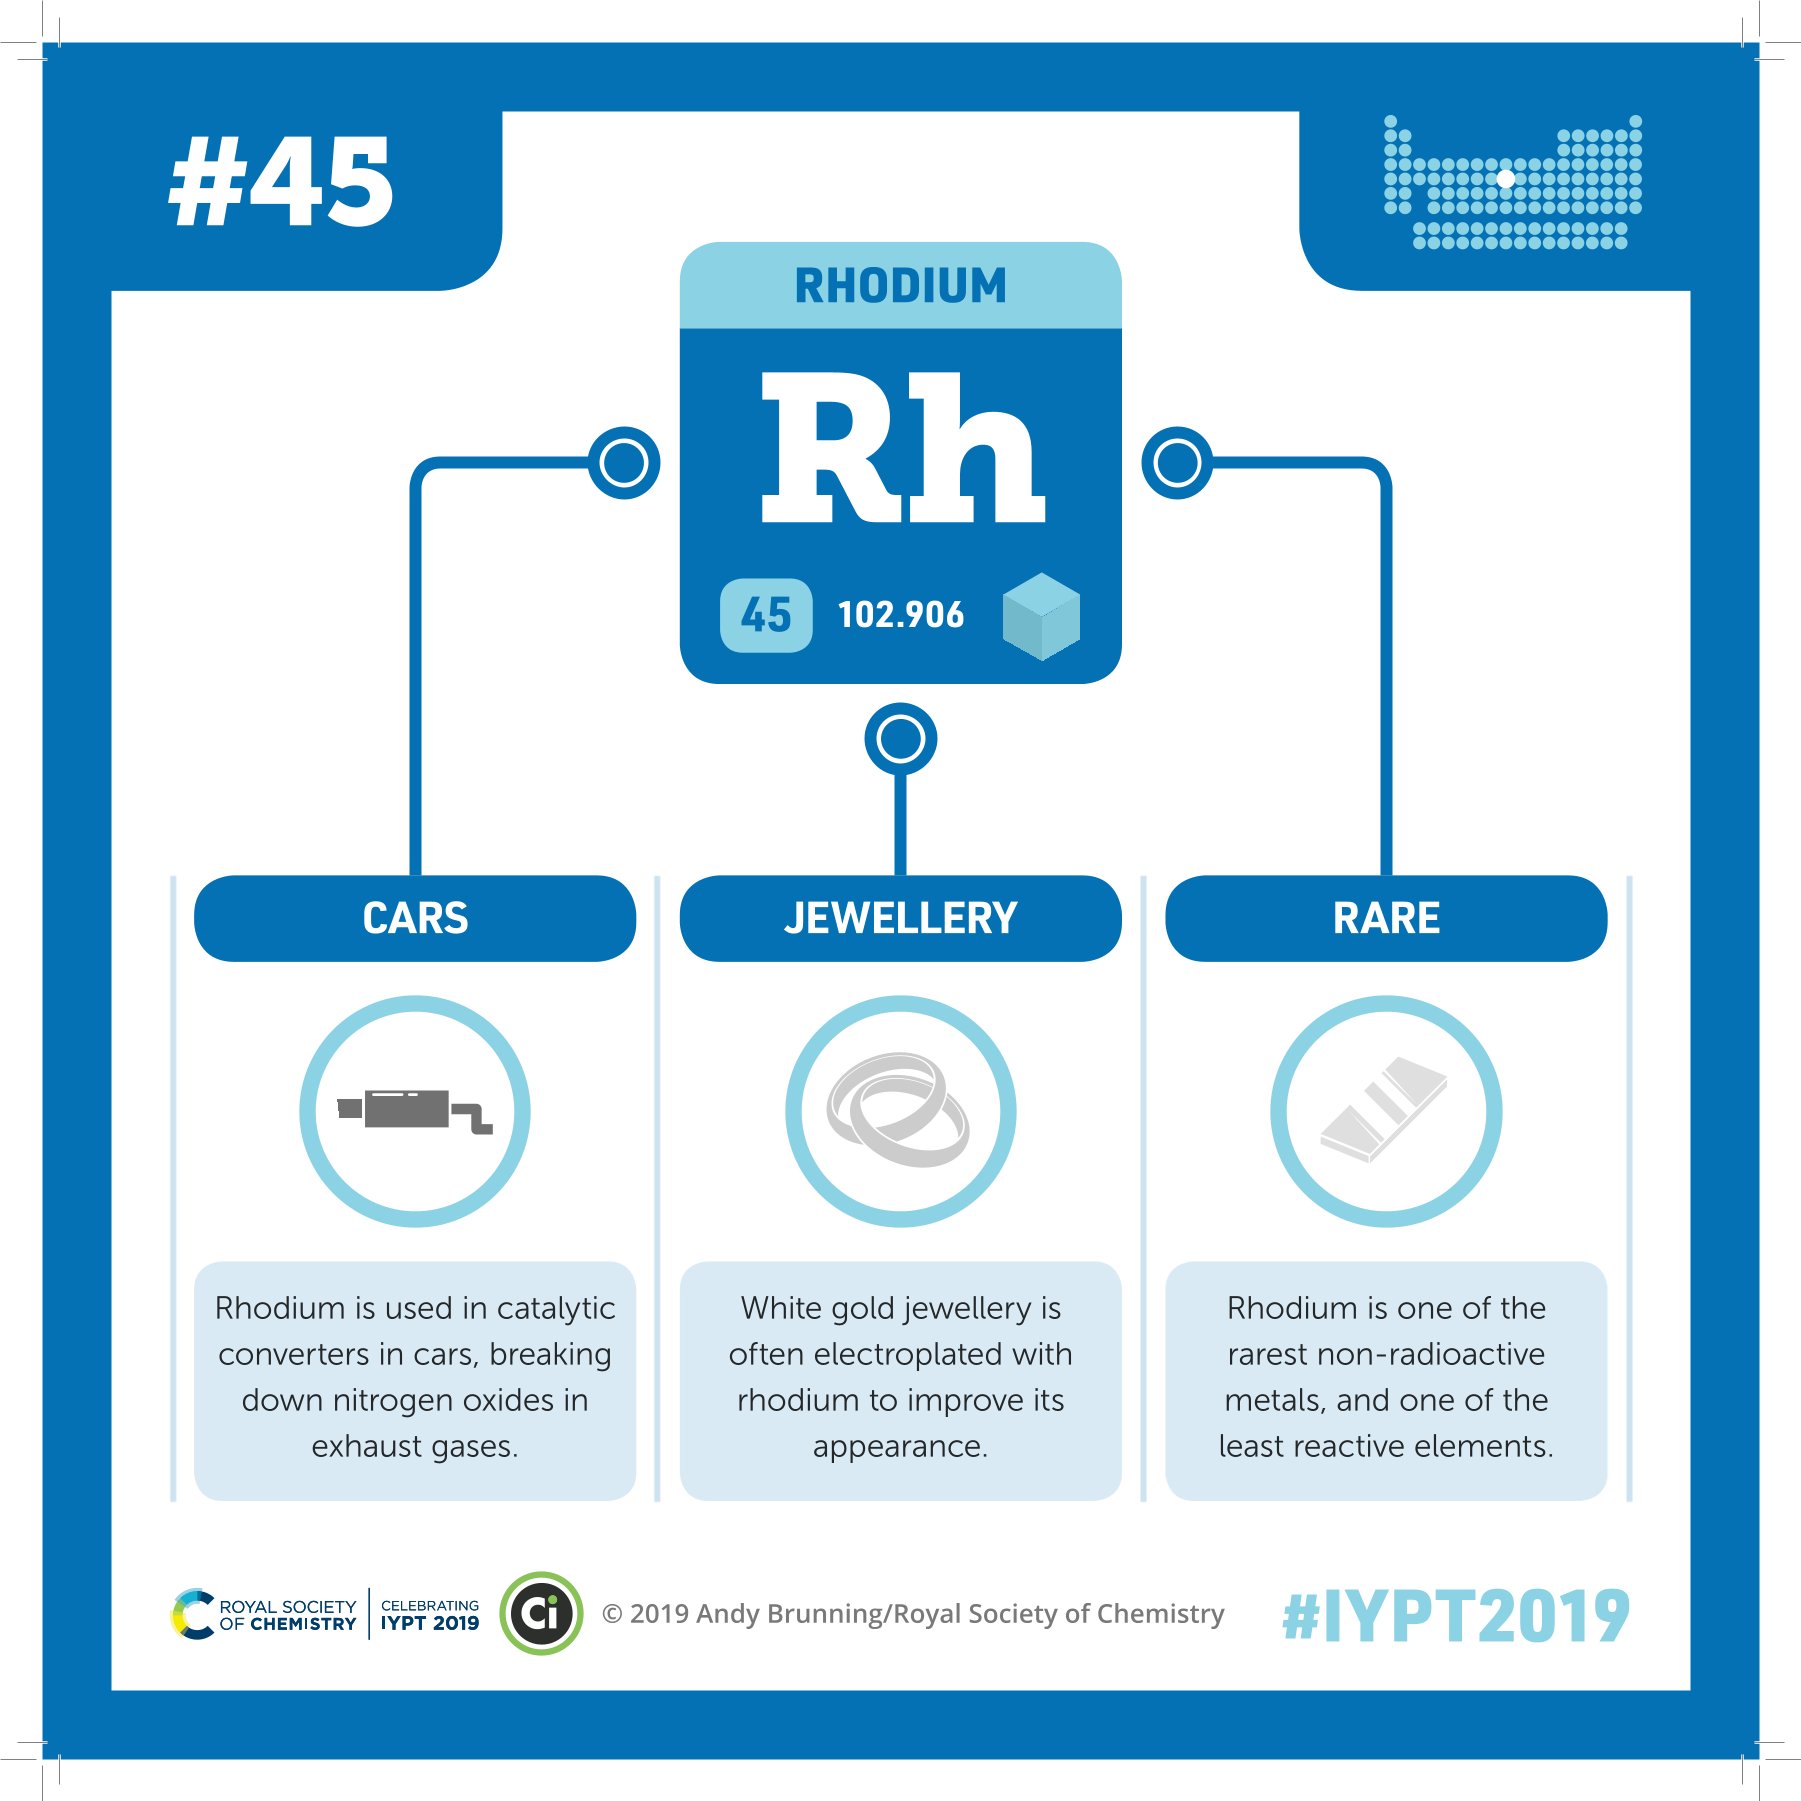 #45
RHODIUM
Rh
45 102.906
CARS
JEWELLERY
RARE
Rhodium is used in catalytic
converters in cars, breaking
down nitrogen oxides in
exhaust gases.
White gold jewellery is
often electroplated with
rhodium to improve its
appearance.
Rhodium is one of the
rarest non-radioactive
metals, and one of the
least reactive elements.
ROYAL SOCIETY
OF CHEMISTRY
CELEBRATING
IYPT 2019
Ci
© 2019 Andy Brunning/Royal Society of Chemistry
#IYPT2019